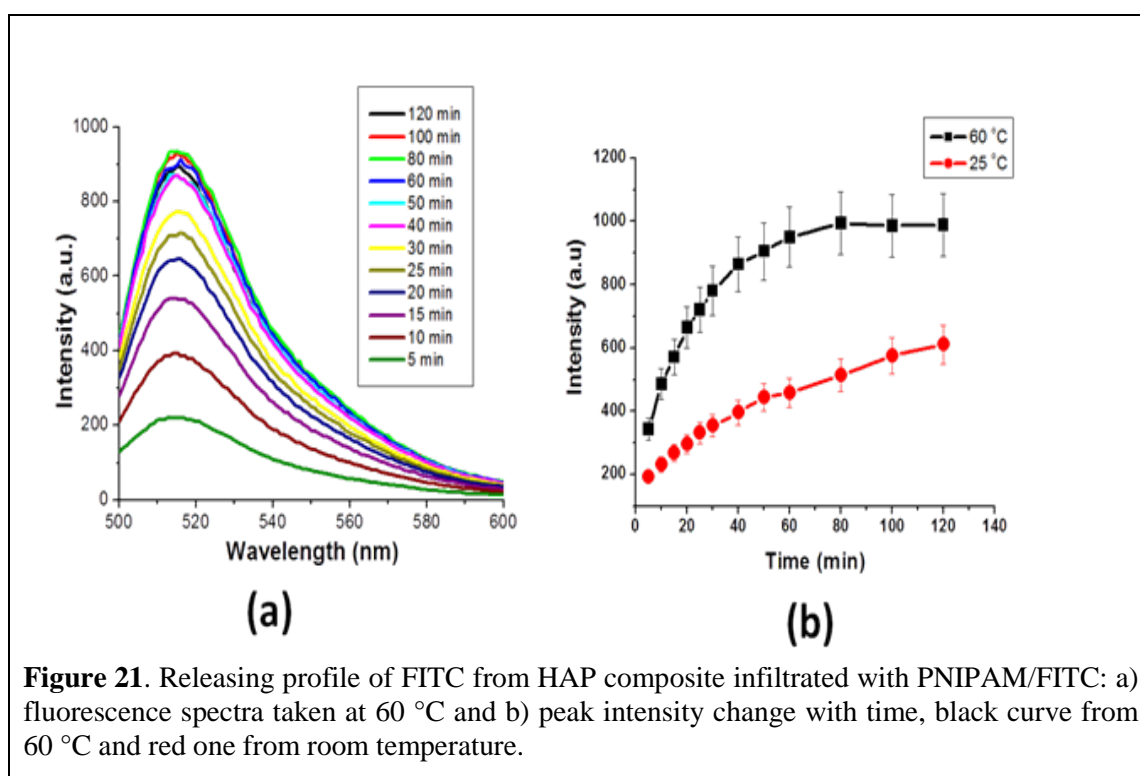 120 min
100 min
80 min
60 min
50 min
40 min
30 min
25 min
20 min
15 min
10 min
5 min
1000
800
600
400
200
0
Intensity (a.u.)
500 520 540 560 580 600
Wavelength (nm)
(a)
60 °C
25 °C
1200
1000
800
600
400
200
Intensity (a.u)
0 20 40 60 80 100 120 140
Time (min)
(b)
Figure 21. Releasing profile of FITC from HAP composite infiltrated with PNIPAM/FITC: a)
fluorescence spectra taken at 60 °C and b) peak intensity change with time, black curve from
60 °C and red one from room temperature.